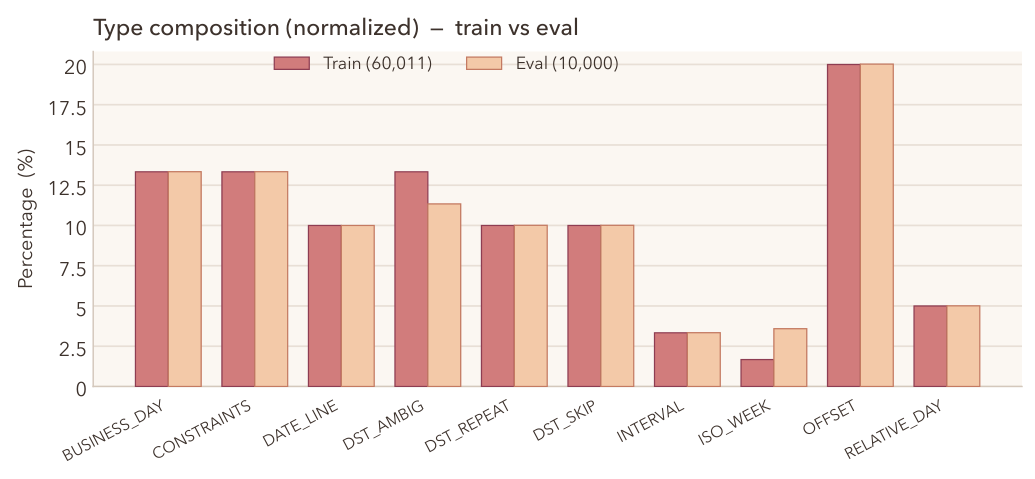 Type composition (normalized) — train vs eval
Train (60,011)
Eval (10,000)
Percentage (%)
20
17.5
15
12.5
10
7.5
5
2.5
0
BUSINESS_DAY
CONSTRAINTS
DATE_LINE
DST_AMBIG
DST_REPEAT
DST_SKIP
INTERVAL
ISO_WEEK
OFFSET
RELATIVE_DAY